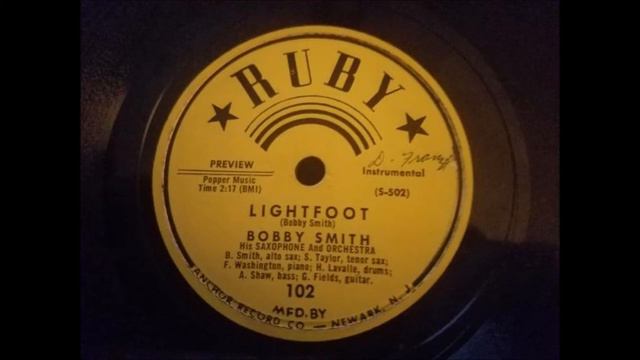 RUBY
PREVIEW
Popper Music
Time 2:17 (BMI)
Instrumental
(S-502)
LIGHTFOOT
(Bobby Smith)
BOBBY SMITH
His SAXOPHONE And ORCHESTRA
B. Smith, alto sax; S. Taylor, tenor sax;
F. Washington, piano; H. Lavalle, drums;
A. Shaw, bass; G. Fields, guitar.
102
MFD. BY
ANCHOR RECORD CO — NEWARK, N. J.